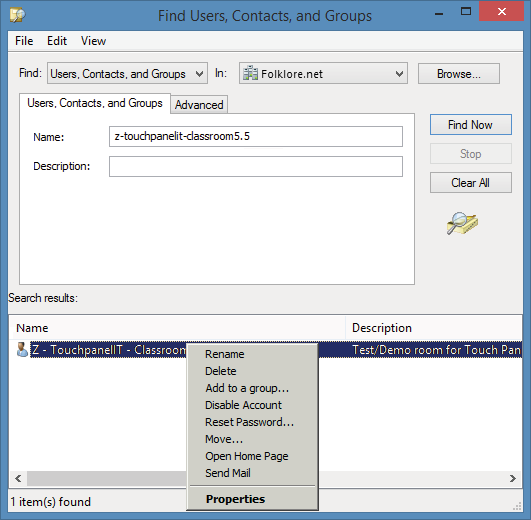 Find Users, Contacts, and Groups
File Edit View
Find: Users, Contacts, and Groups In: Folklore.net Browse...
Users, Contacts, and Groups Advanced
Name: z-touchpanelit-classroom5.5
Description:
Find Now
Stop
Clear All
Search results:
Name Description
Z - TouchpanelIT - Classroom Test/Demo room for Touch Pan
Rename
Delete
Add to a group...
Disable Account
Reset Password...
Move...
Open Home Page
Send Mail
Properties
1 item(s) found